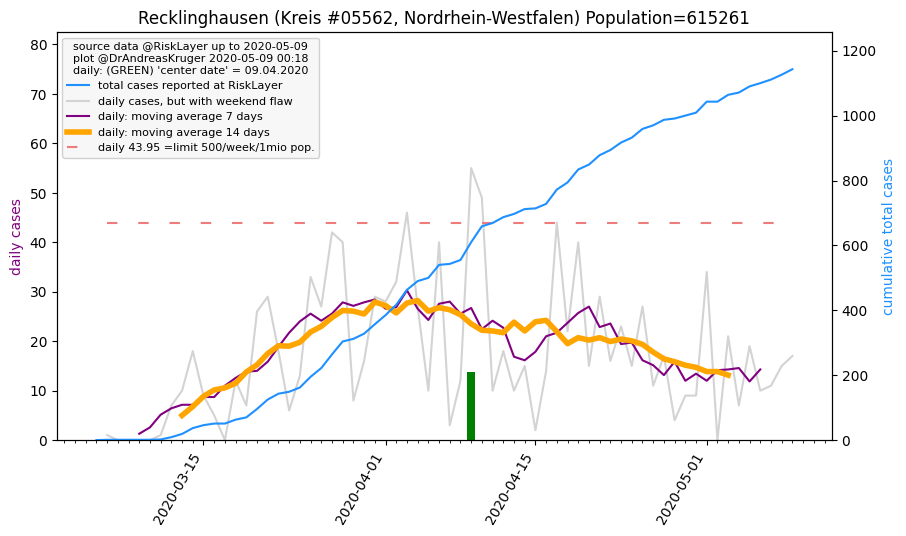 Recklinghausen (Kreis #05562, Nordrhein-Westfalen) Population=615261
source data @RiskLayer up to 2020-05-09
plot @DrAndreasKruger 2020-05-09 00:18
daily: (GREEN) 'center date' = 09.04.2020
total cases reported at RiskLayer
daily cases, but with weekend flaw
daily: moving average 7 days
daily: moving average 14 days
daily 43.95 =limit 500/week/1mio pop.
daily cases
80
70
60
50
40
30
20
10
0
1200
1000
800
600
400
200
0
cumulative total cases
2020-03-15
2020-04-01
2020-04-15
2020-05-01